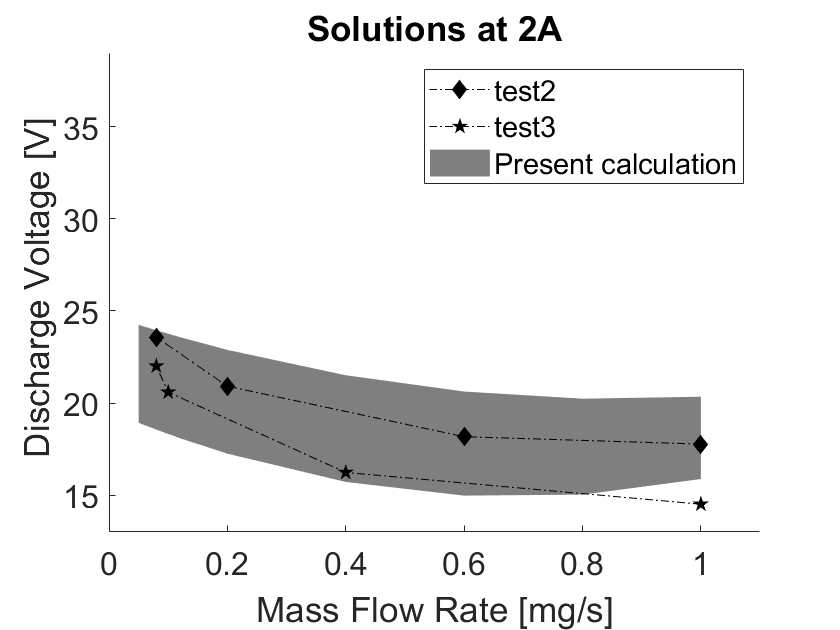 Solutions at 2A
test2
test3
Present calculation
Discharge Voltage [V]
35
30
25
20
15
0 0.2 0.4 0.6 0.8 1
Mass Flow Rate [mg/s]